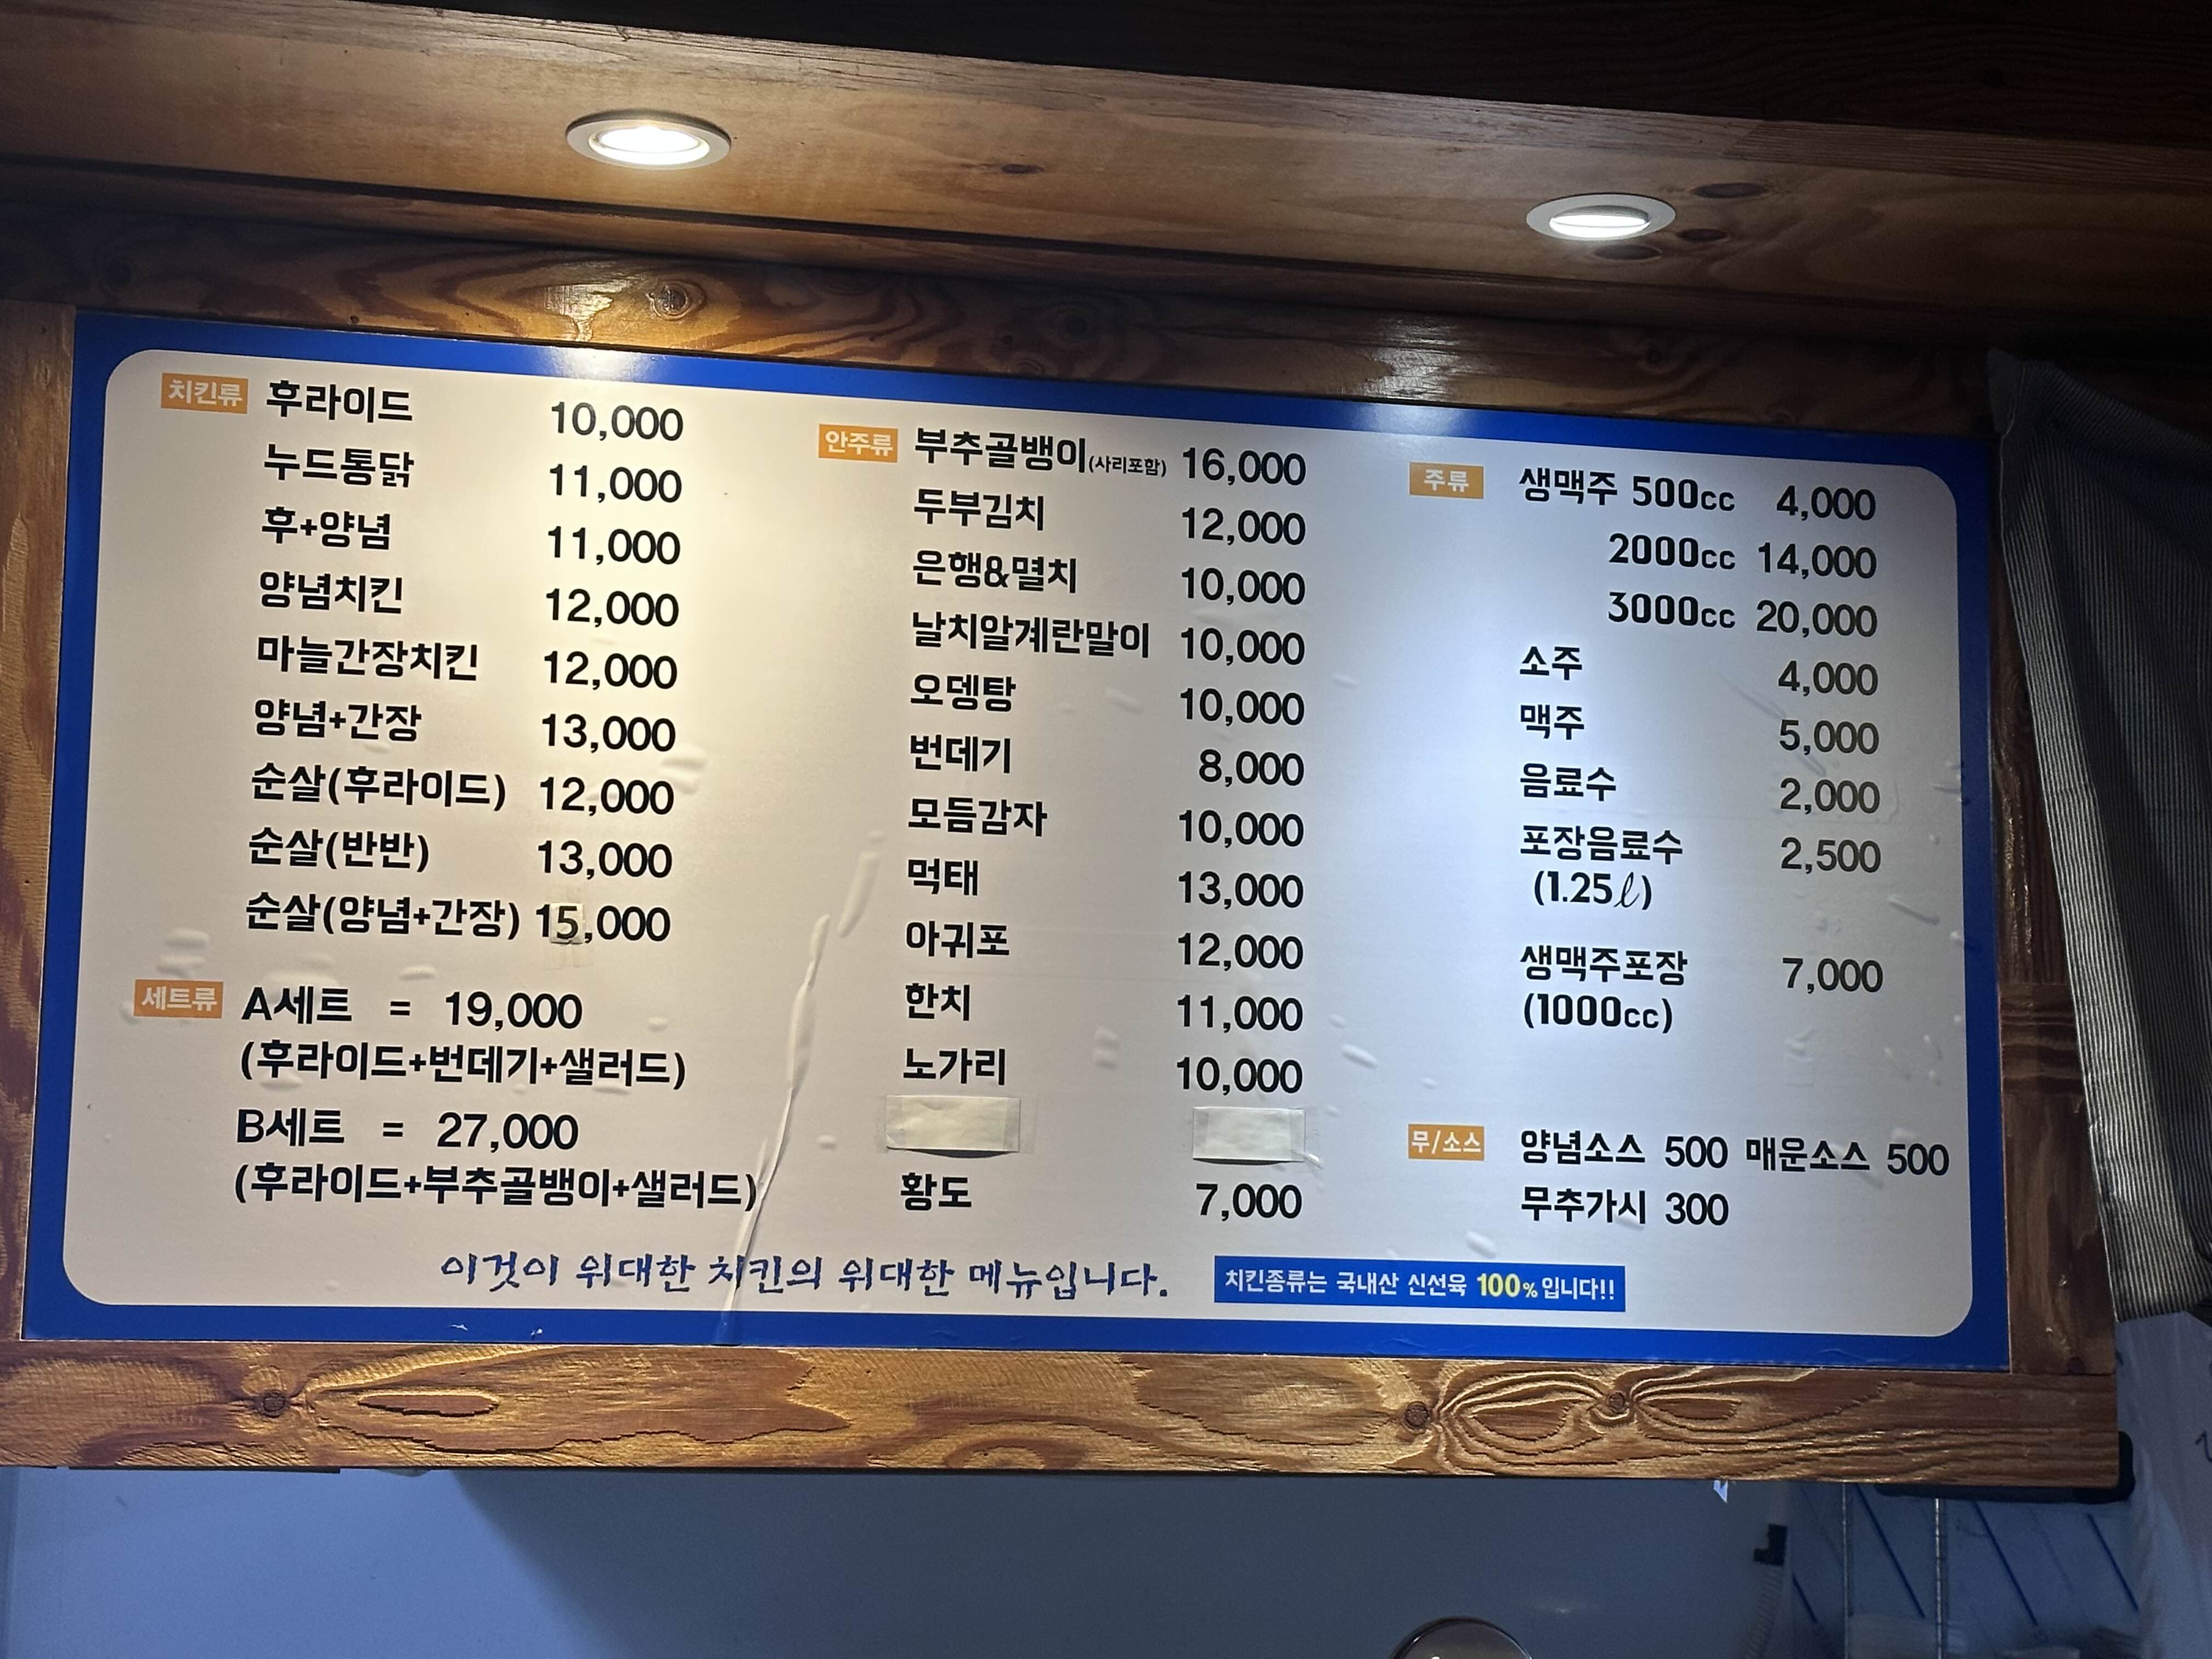 치킨류 후라이드 10,000
누드통닭 11,000
후+양념 11,000
양념치킨 12,000
마늘간장치킨 12,000
양념+간장 13,000
순살(후라이드) 12,000
순살(반반) 13,000
순살(양념+간장) 15,000
세트류 A세트 = 19,000
(후라이드+번데기+샐러드)
B세트 = 27,000
(후라이드+부추골뱅이+샐러드)
안주류 부추골뱅이(사리포함) 16,000
두부김치 12,000
은행&멸치 10,000
날치알계란말이 10,000
오뎅탕 10,000
번데기 8,000
모듬감자 10,000
먹태 13,000
아귀포 12,000
한치 11,000
노가리 10,000
황도 7,000
주류 생맥주 500cc 4,000
2000cc 14,000
3000cc 20,000
소주 4,000
맥주 5,000
음료수 2,000
포장음료수 2,500
(1.25ℓ)
생맥주포장 7,000
(1000cc)
무/소스 양념소스 500 매운소스 500
무추가시 300
이것이 위대한 치킨의 위대한 메뉴입니다.
치킨종류는 국내산 신선육 100%입니다!!